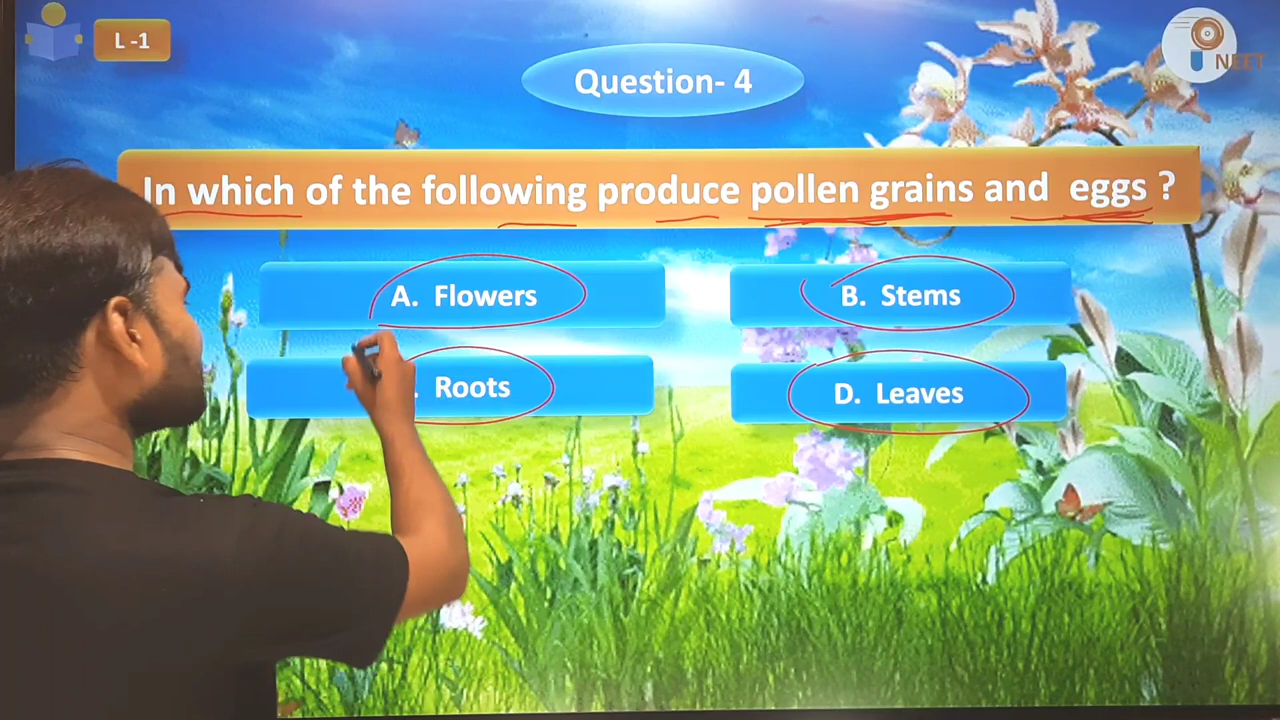 L -1
NEET
Question- 4
In which of the following produce pollen grains and eggs ?
A. Flowers
B. Stems
. Roots
D. Leaves